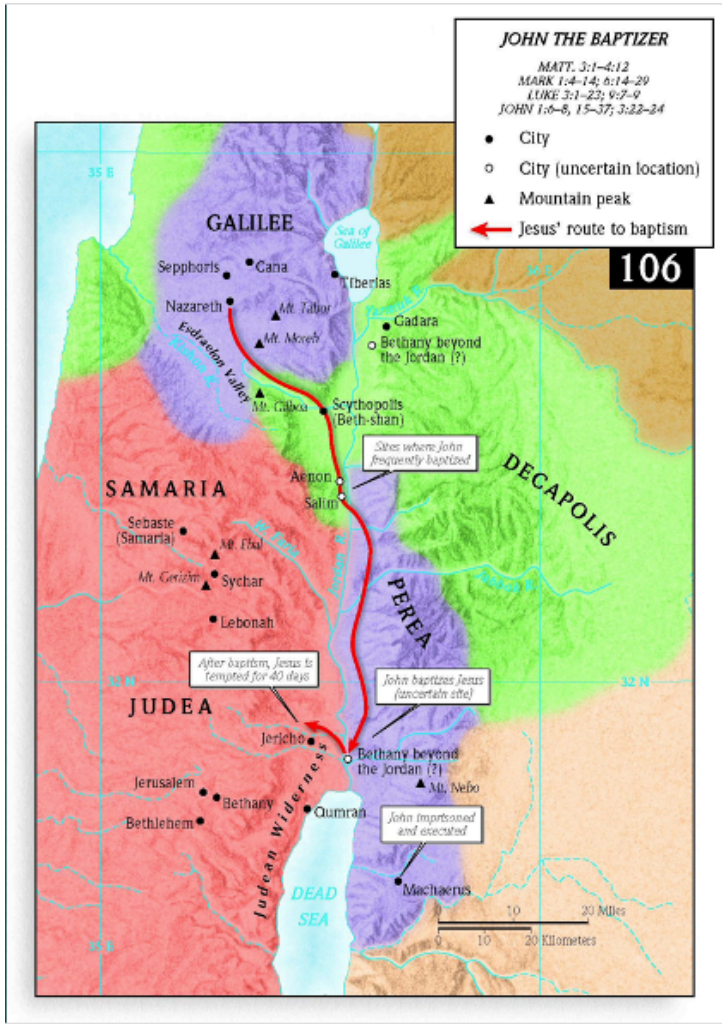 JOHN THE BAPTIZER
MATT. 3:1–4:12
MARK 1:4–14; 6:14–29
LUKE 3:1–23; 9:7–9
JOHN 1:6–8, 15–37; 3:22–24
City
City (uncertain location)
Mountain peak
Jesus' route to baptism
106
35 E
GALILEE
Sea of
Galilee
Sepphoris
Cana
Tiberias
Nazareth
Mt. Tabor
Yarmuk R.
Gadara
Mt. Moreh
Bethany beyond
the Jordan (?)
Esdraelon Valley
Kishon R.
Mt. Gilboa
Scythopolis
(Beth-shan)
Sites where John
frequently baptized
Aenon
Salim
DECAPOLIS
SAMARIA
Sebaste
(Samaria)
Mt. Ebal
W. Faria
Jordan R.
Mt. Gerizim
Sychar
Jabbok R.
PEREA
Lebonah
After baptism, Jesus is
tempted for 40 days
32 N
John baptizes Jesus
(uncertain site)
32 N
JUDEA
Jericho
Bethany beyond
the Jordan (?)
Mt. Nebo
Jerusalem
Bethany
Bethlehem
Judean Wilderness
Qumran
John imprisoned
and executed
Machaerus
DEAD
SEA
0 10 20 Miles
0 10 20 Kilometers
35 E